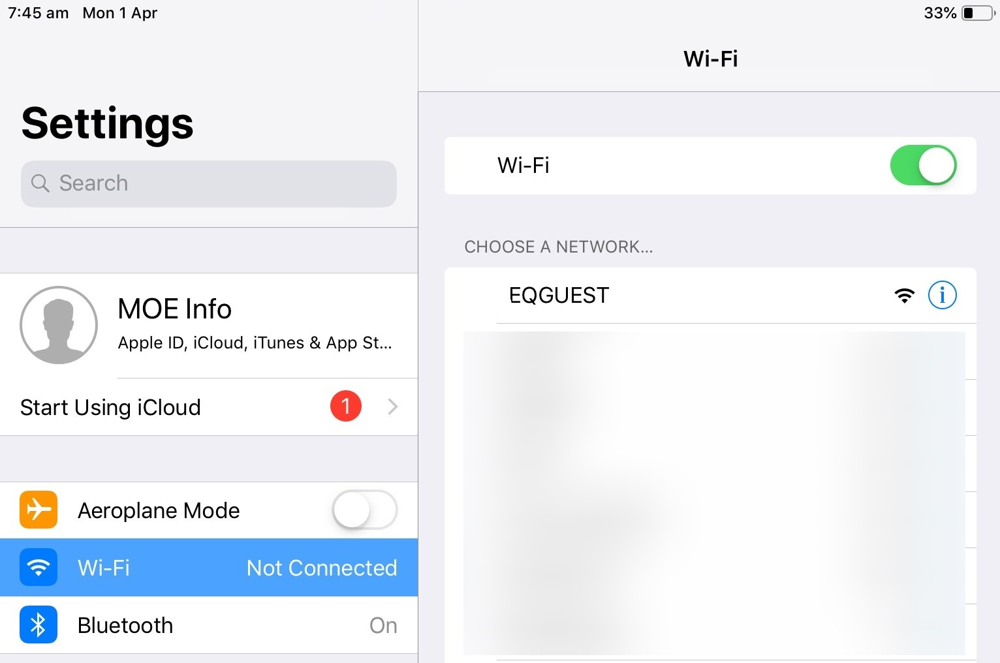 7:45 am Mon 1 Apr
33%
Settings
Search
MOE Info
Apple ID, iCloud, iTunes & App St...
Start Using iCloud
1
Aeroplane Mode
Wi-Fi Not Connected
Bluetooth On
Wi-Fi
Wi-Fi
CHOOSE A NETWORK...
EQGUEST